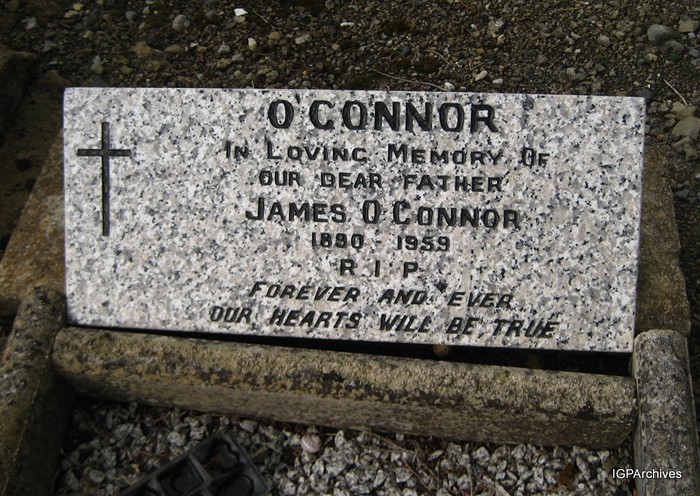 O'CONNOR
IN LOVING MEMORY OF
OUR DEAR FATHER
JAMES O'CONNOR
1890 - 1959
R I P
FOREVER AND EVER
OUR HEARTS WILL BE TRUE
IGPArchives